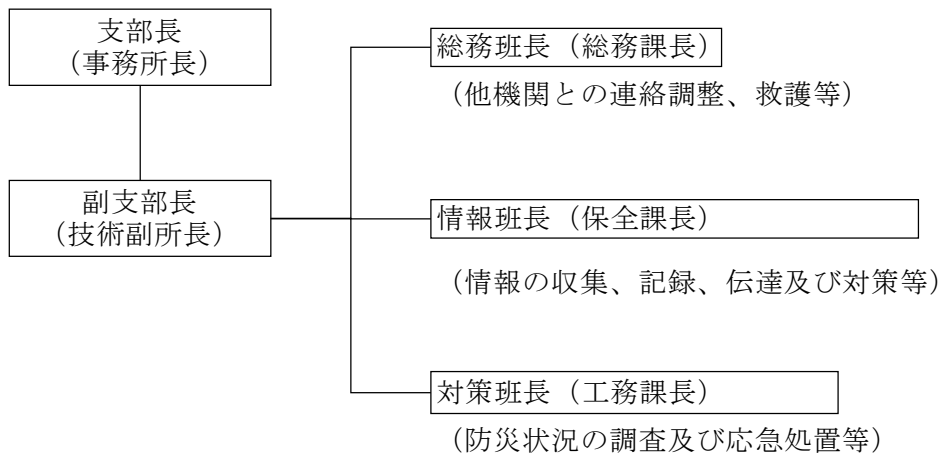 支部長
（事務所長）
副支部長
（技術副所長）
総務班長（総務課長）
（他機関との連絡調整、救護等）
情報班長（保全課長）
（情報の収集、記録、伝達及び対策等）
対策班長（工務課長）
（防災状況の調査及び応急処置等）